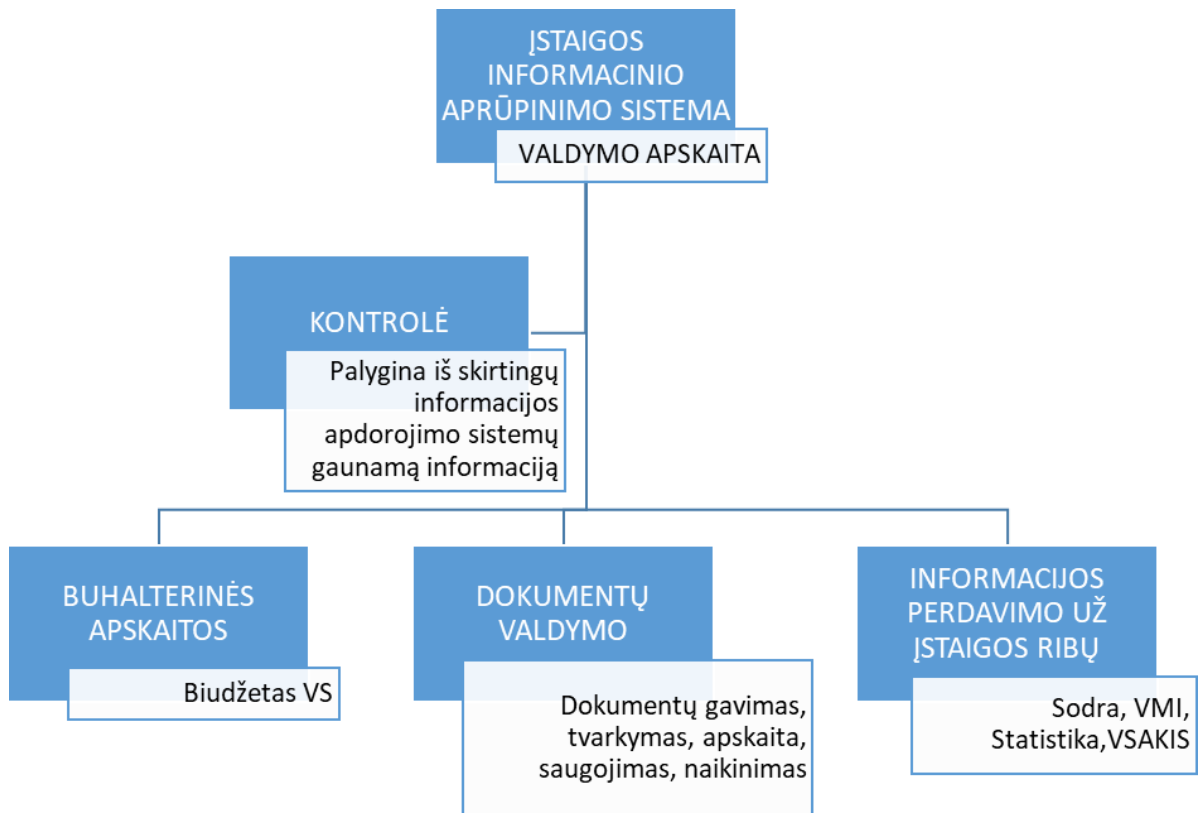 ĮSTAIGOS
INFORMACINIO
APRŪPINIMO SISTEMA
VALDYMO APSKAITA
KONTROLĖ
Palygina iš skirtingų
informacijos
apdorojimo sistemų
gaunamą informaciją
BUHALTERINĖS
APSKAITOS
Biudžetas VS
DOKUMENTŲ
VALDYMO
Dokumentų gavimas,
tvarkymas, apskaita,
saugojimas, naikinimas
INFORMACIJOS
PERDAVIMO UŽ
ĮSTAIGOS RIBŲ
Sodra, VMI,
Statistika,VSAKIS